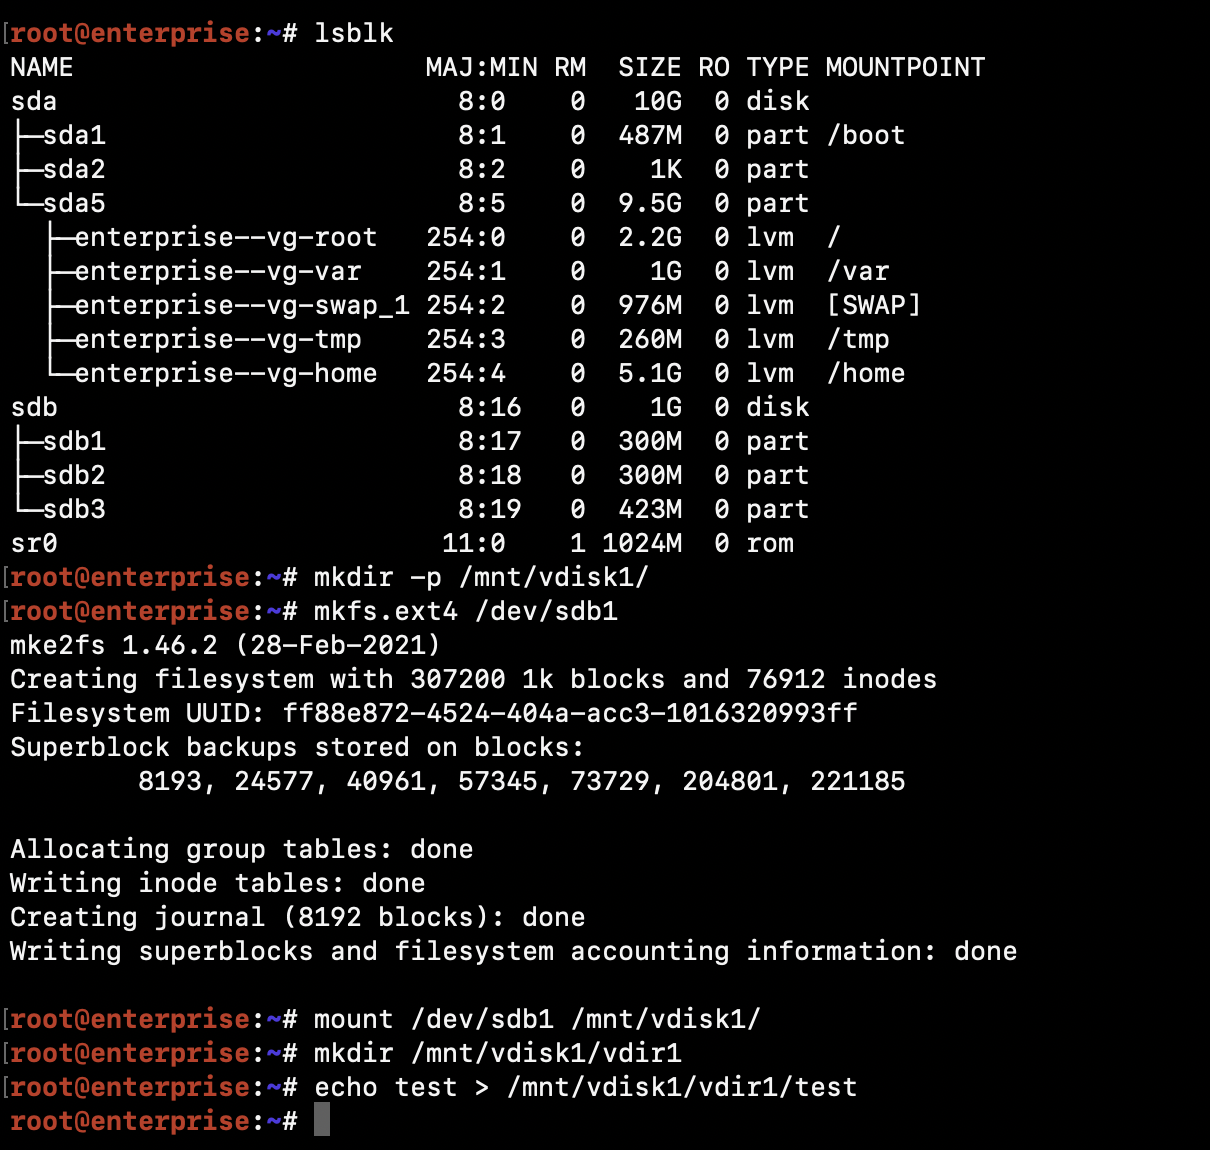 [root@enterprise:~# lsblk
NAME                      MAJ:MIN RM  SIZE RO TYPE MOUNTPOINT
sda                         8:0    0   10G  0 disk
├─sda1                      8:1    0  487M  0 part /boot
├─sda2                      8:2    0    1K  0 part
└─sda5                      8:5    0  9.5G  0 part
  ├─enterprise--vg-root   254:0    0  2.2G  0 lvm  /
  ├─enterprise--vg-var    254:1    0    1G  0 lvm  /var
  ├─enterprise--vg-swap_1 254:2    0  976M  0 lvm  [SWAP]
  ├─enterprise--vg-tmp    254:3    0  260M  0 lvm  /tmp
  └─enterprise--vg-home   254:4    0  5.1G  0 lvm  /home
sdb                         8:16   0    1G  0 disk
├─sdb1                      8:17   0  300M  0 part
├─sdb2                      8:18   0  300M  0 part
└─sdb3                      8:19   0  423M  0 part
sr0                        11:0    1 1024M  0 rom
[root@enterprise:~# mkdir -p /mnt/vdisk1/
[root@enterprise:~# mkfs.ext4 /dev/sdb1
mke2fs 1.46.2 (28-Feb-2021)
Creating filesystem with 307200 1k blocks and 76912 inodes
Filesystem UUID: ff88e872-4524-404a-acc3-1016320993ff
Superblock backups stored on blocks:
        8193, 24577, 40961, 57345, 73729, 204801, 221185
Allocating group tables: done
Writing inode tables: done
Creating journal (8192 blocks): done
Writing superblocks and filesystem accounting information: done
[root@enterprise:~# mount /dev/sdb1 /mnt/vdisk1/
[root@enterprise:~# mkdir /mnt/vdisk1/vdir1
[root@enterprise:~# echo test > /mnt/vdisk1/vdir1/test
root@enterprise:~#